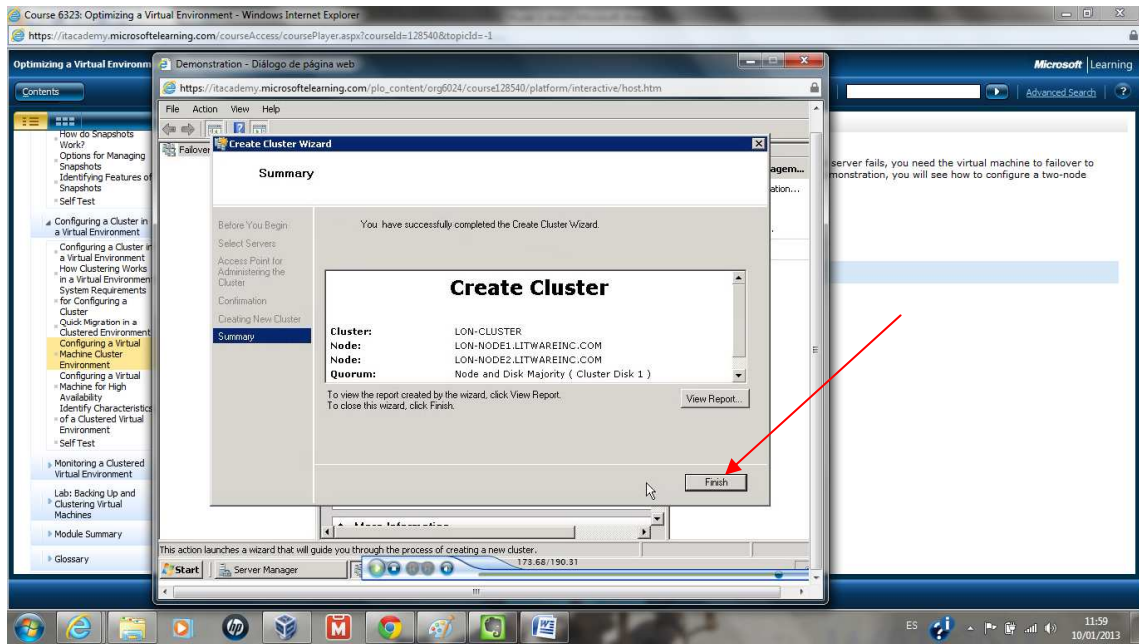 Course 6323: Optimizing a Virtual Environment - Windows Internet Explorer
https://itacademy.microsoftelearning.com/courseAccess/coursePlayer.aspx?courseId=128540&topicId=-1
Optimizing a Virtual Environm
Microsoft Learning
Contents
Advanced Search
?
How do Snapshots
Work?
Options for Managing
Snapshots
Identifying Features of
Snapshots
Self Test
Configuring a Cluster in
a Virtual Environment
Configuring a Cluster in
a Virtual Environment
How Clustering Works
in a Virtual Environmen
System Requirements
for Configuring a
Cluster
Quick Migration in a
Clustered Environment
Configuring a Virtual
Machine Cluster
Environment
Configuring a Virtual
Machine for High
Availability
Identify Characteristics
of a Clustered Virtual
Environment
Self Test
Monitoring a Clustered
Virtual Environment
Lab: Backing Up and
Clustering Virtual
Machines
Module Summary
Glossary
Demonstration - Diálogo de página web
https://itacademy.microsoftelearning.com/plo_content/org6024/course128540/platform/interactive/host.htm
File Action View Help
Failover
agem...
ation...
server fails, you need the virtual machine to failover to
monstration, you will see how to configure a two-node
Create Cluster Wizard
Summary
Before You Begin
Select Servers
Access Point for
Administering the
Cluster
Confirmation
Creating New Cluster
Summary
You have successfully completed the Create Cluster Wizard.
Create Cluster
Cluster: LON-CLUSTER
Node: LON-NODE1.LITWAREINC.COM
Node: LON-NODE2.LITWAREINC.COM
Quorum: Node and Disk Majority ( Cluster Disk 1 )
To view the report created by the wizard, click View Report.
To close this wizard, click Finish.
View Report...
Finish
More Information
This action launches a wizard that will guide you through the process of creating a new cluster.
Start Server Manager
173.68/190.31
ES
11:59
10/01/2013